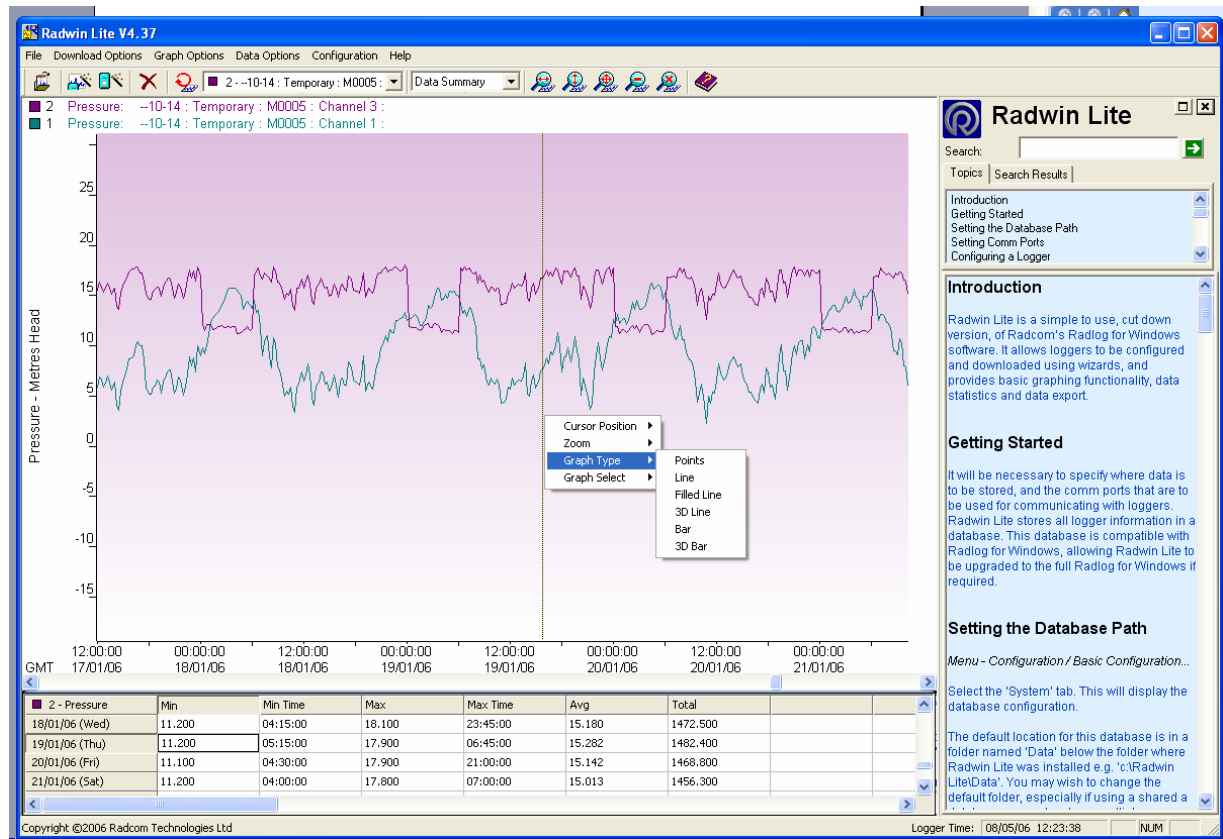 Radwin Lite V4.37
File Download Options Graph Options Data Options Configuration Help
2 - --10-14 : Temporary : M0005 : Data Summary
2 Pressure: --10-14 : Temporary : M0005 : Channel 3 :
1 Pressure: --10-14 : Temporary : M0005 : Channel 1 :
Pressure - Metres Head
25
20
15
10
5
0
-5
-10
-15
Cursor Position
Zoom
Graph Type
Graph Select
Points
Line
Filled Line
3D Line
Bar
3D Bar
12:00:00 00:00:00 12:00:00 00:00:00 12:00:00 00:00:00 12:00:00 00:00:00
GMT 17/01/06 18/01/06 18/01/06 19/01/06 19/01/06 20/01/06 20/01/06 21/01/06
2 - Pressure Min Min Time Max Max Time Avg Total
18/01/06 (Wed) 11.200 04:15:00 18.100 23:45:00 15.180 1472.500
19/01/06 (Thu) 11.200 05:15:00 17.900 06:45:00 15.282 1482.400
20/01/06 (Fri) 11.100 04:30:00 17.900 21:00:00 15.142 1468.800
21/01/06 (Sat) 11.200 04:00:00 17.800 07:00:00 15.013 1456.300
Radwin Lite
Search:
Topics Search Results
Introduction
Getting Started
Setting the Database Path
Setting Comm Ports
Configuring a Logger
Introduction
Radwin Lite is a simple to use, cut down
version, of Radcom's Radlog for Windows
software. It allows loggers to be configured
and downloaded using wizards, and
provides basic graphing functionality, data
statistics and data export.
Getting Started
It will be necessary to specify where data is
to be stored, and the comm ports that are to
be used for communicating with loggers.
Radwin Lite stores all logger information in a
database. This database is compatible with
Radlog for Windows, allowing Radwin Lite to
be upgraded to the full Radlog for Windows if
required.
Setting the Database Path
Menu - Configuration / Basic Configuration...
Select the 'System' tab. This will display the
database configuration.
The default location for this database is in a
folder named 'Data' below the folder where
Radwin Lite was installed e.g. 'c:\Radwin
Lite\Data'. You may wish to change the
default folder, especially if using a shared a
Copyright ©2006 Radcom Technologies Ltd
Logger Time: 08/05/06 12:23:38 NUM